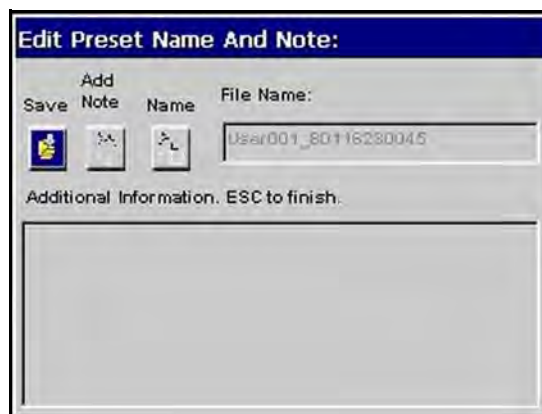 Edit Preset Name And Note:
Save Add Note Name File Name:
User001_80116230045
Additional Information. ESC to finish.